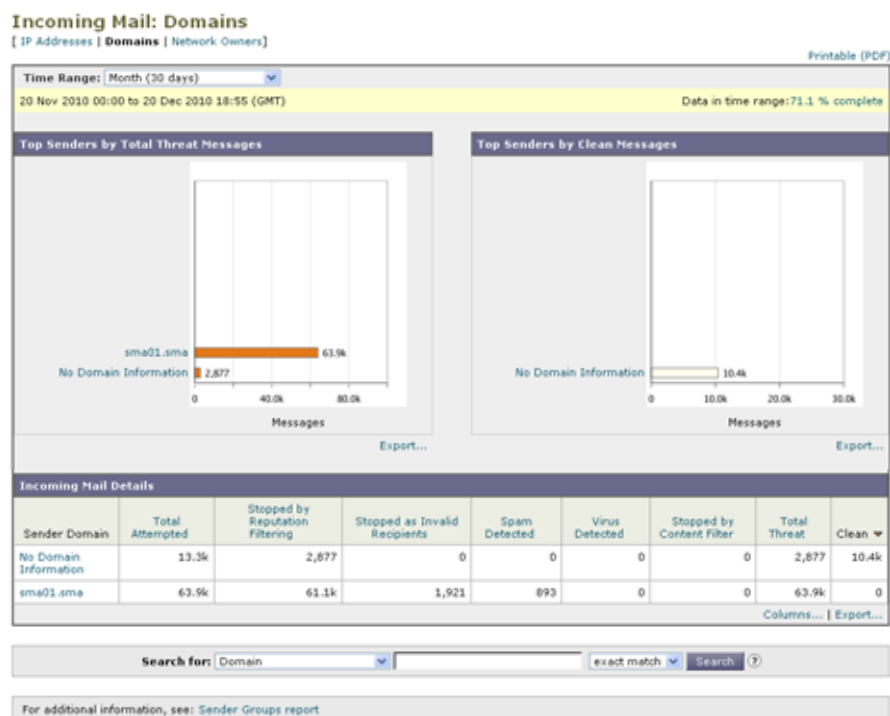 Incoming Mail: Domains
[ IP Addresses | Domains | Network Owners]
Printable (PDF)
Time Range: Month (30 days)
20 Nov 2010 00:00 to 20 Dec 2010 18:55 (GMT)
Data in time range:71.1 % complete
Top Senders by Total Threat Messages
sma01.sma 63.9k
No Domain Information 2,877
0 40.0k 80.0k
Messages
Export...
Top Senders by Clean Messages
No Domain Information 10.4k
0 10.0k 20.0k 30.0k
Messages
Export...
Incoming Mail Details
Sender Domain Total Attempted Stopped by Reputation Filtering Stopped as Invalid Recipients Spam Detected Virus Detected Stopped by Content Filter Total Threat Clean
No Domain Information 13.3k 2,877 0 0 0 0 2,877 10.4k
sma01.sma 63.9k 61.1k 1,921 893 0 0 63.9k 0
Columns... | Export...
Search for: Domain exact match Search ?
For additional information, see: Sender Groups report